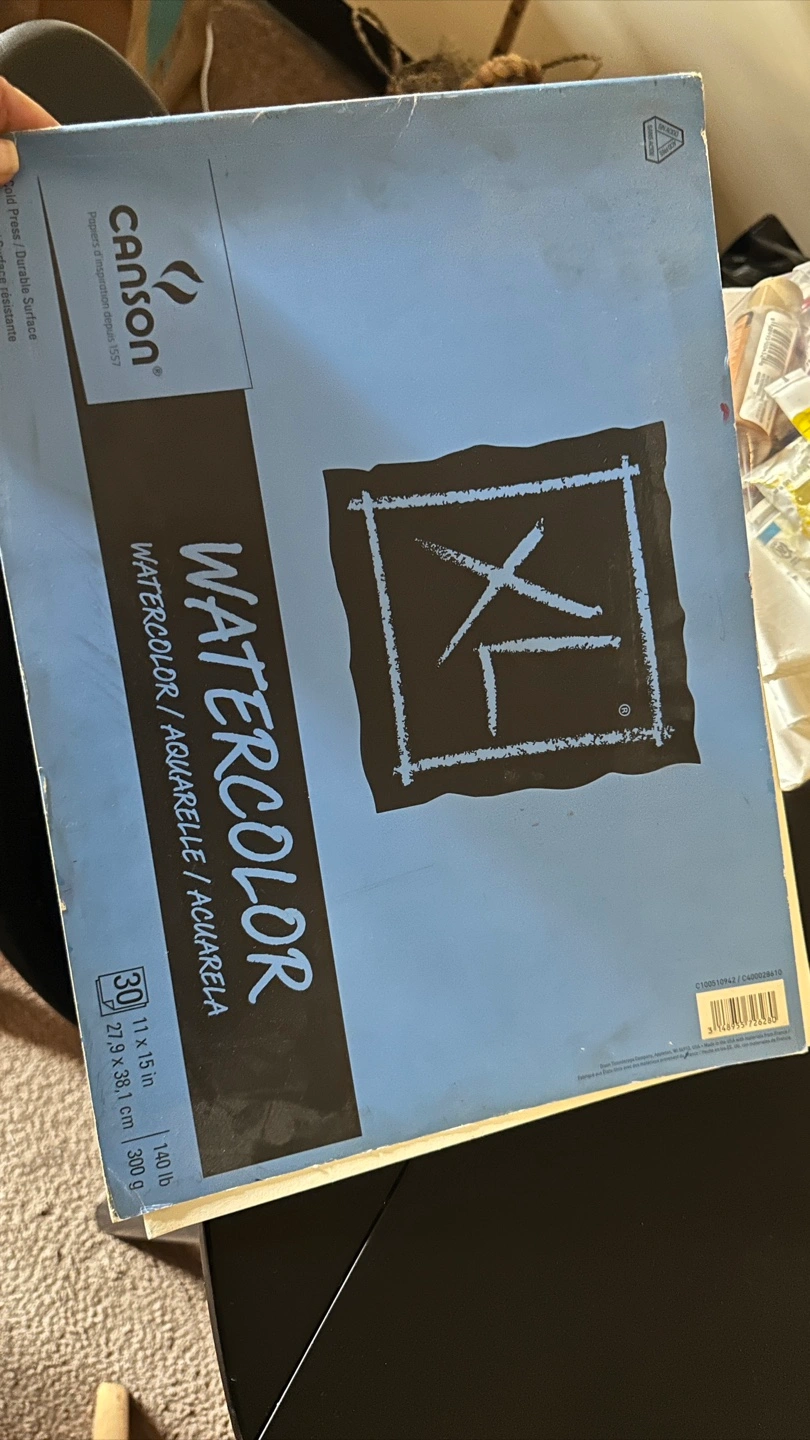 CANSON®
Papiers d'inspiration depuis 1557
XL®
WATERCOLOR
WATERCOLOR / AQUARELLE / ACUARELA
Cold Press / Durable Surface
Surface résistante
30
11 x 15 in | 140 lb
27,9 x 38,1 cm | 300 g
C100510942 / C400028610